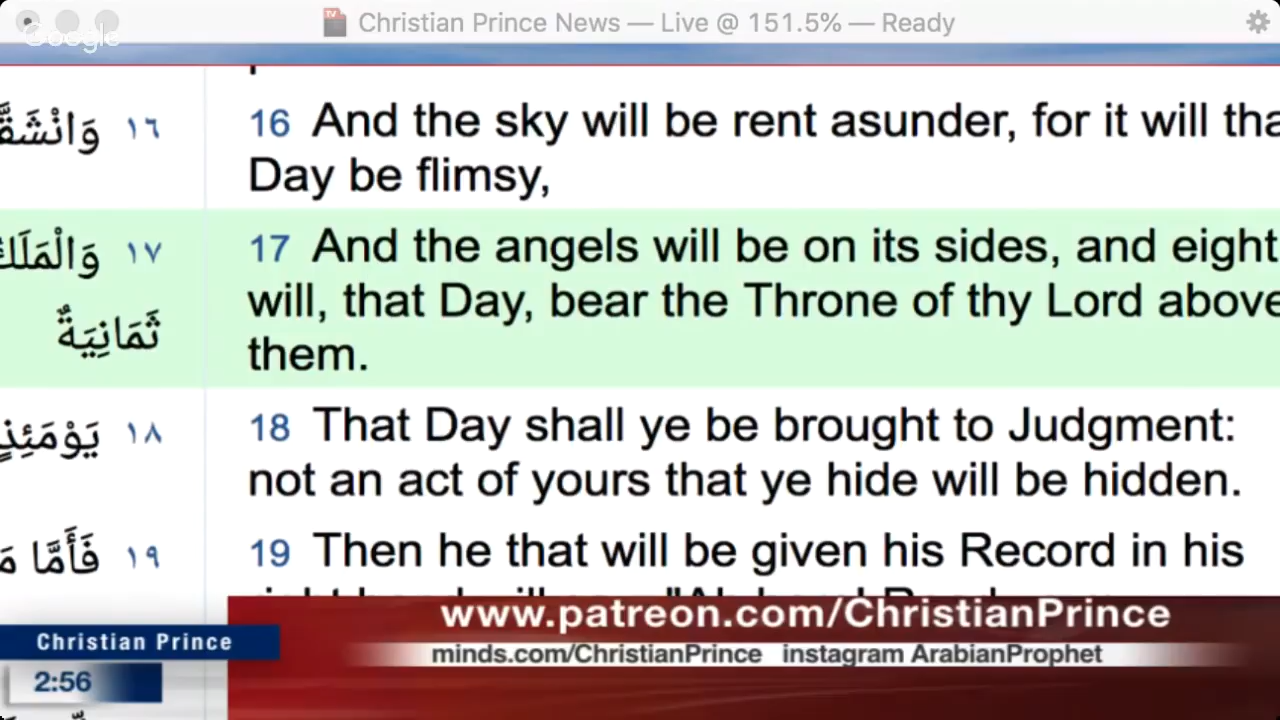 Christian Prince News — Live @ 151.5% — Ready
Google
١٦ وَانْشَقَّ
16 And the sky will be rent asunder, for it will tha
Day be flimsy,
١٧ وَالْمَلَكُ
17 And the angels will be on its sides, and eight
will, that Day, bear the Throne of thy Lord above
ثَمَانِيَةٌ
them.
١٨ يَوْمَئِذٍ
18 That Day shall ye be brought to Judgment:
not an act of yours that ye hide will be hidden.
١٩ فَأَمَّا
19 Then he that will be given his Record in his
www.patreon.com/ChristianPrince
Christian Prince
minds.com/ChristianPrince instagram ArabianProphet
2:56